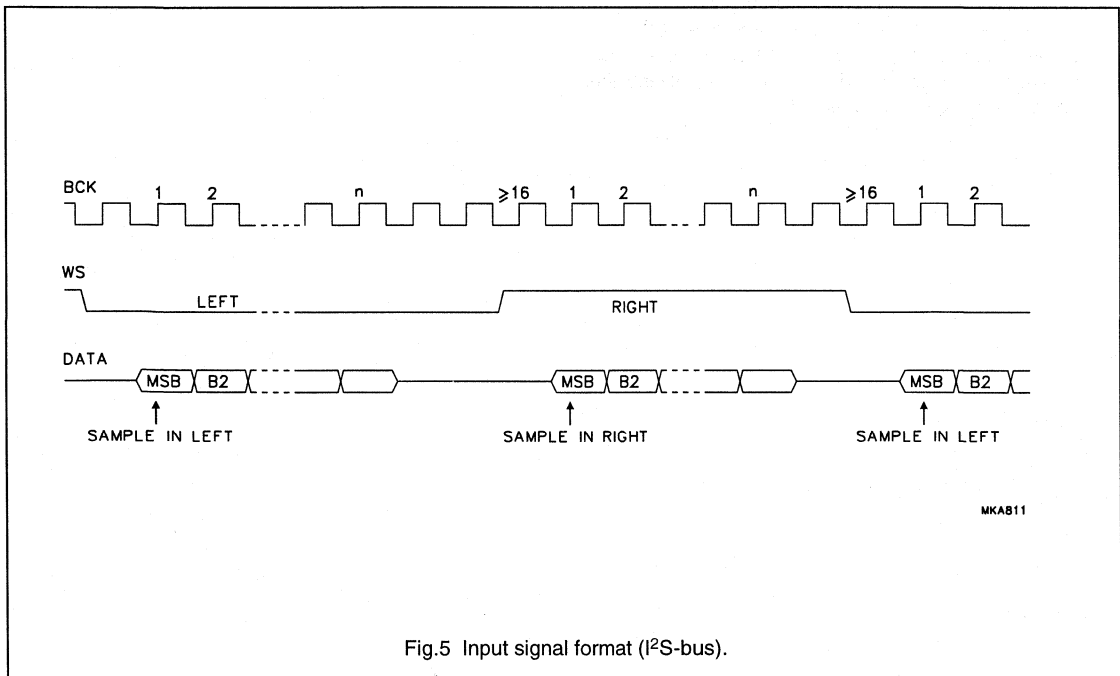 BCK 1 2 n ≥16 1 2 n ≥16 1 2
WS
LEFT RIGHT
DATA
MSB B2 MSB B2 MSB B2
SAMPLE IN LEFT SAMPLE IN RIGHT SAMPLE IN LEFT
MKA811
Fig.5 Input signal format (I²S-bus).